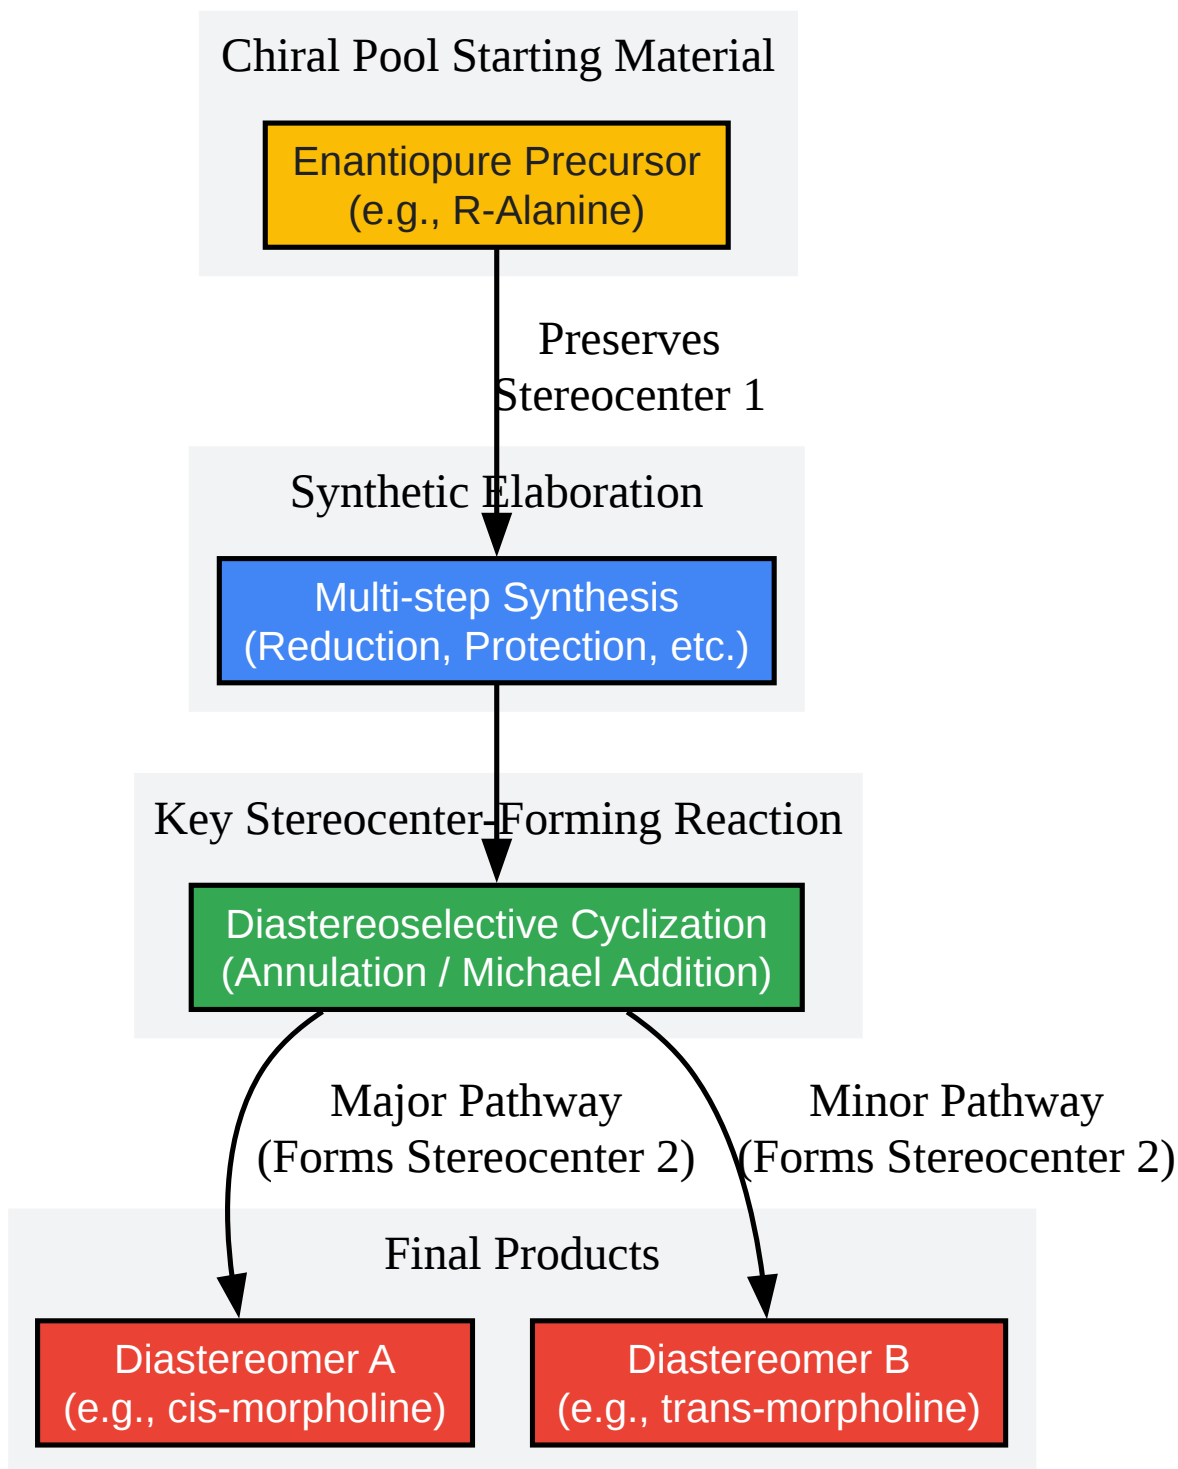 Chiral Pool Starting Material
Enantiopure Precursor
(e.g., R-Alanine)
Preserves
Stereocenter 1
Synthetic Elaboration
Multi-step Synthesis
(Reduction, Protection, etc.)
Key Stereocenter-Forming Reaction
Diastereoselective Cyclization
(Annulation / Michael Addition)
Major Pathway
(Forms Stereocenter 2)
Minor Pathway
(Forms Stereocenter 2)
Final Products
Diastereomer A
(e.g., cis-morpholine)
Diastereomer B
(e.g., trans-morpholine)